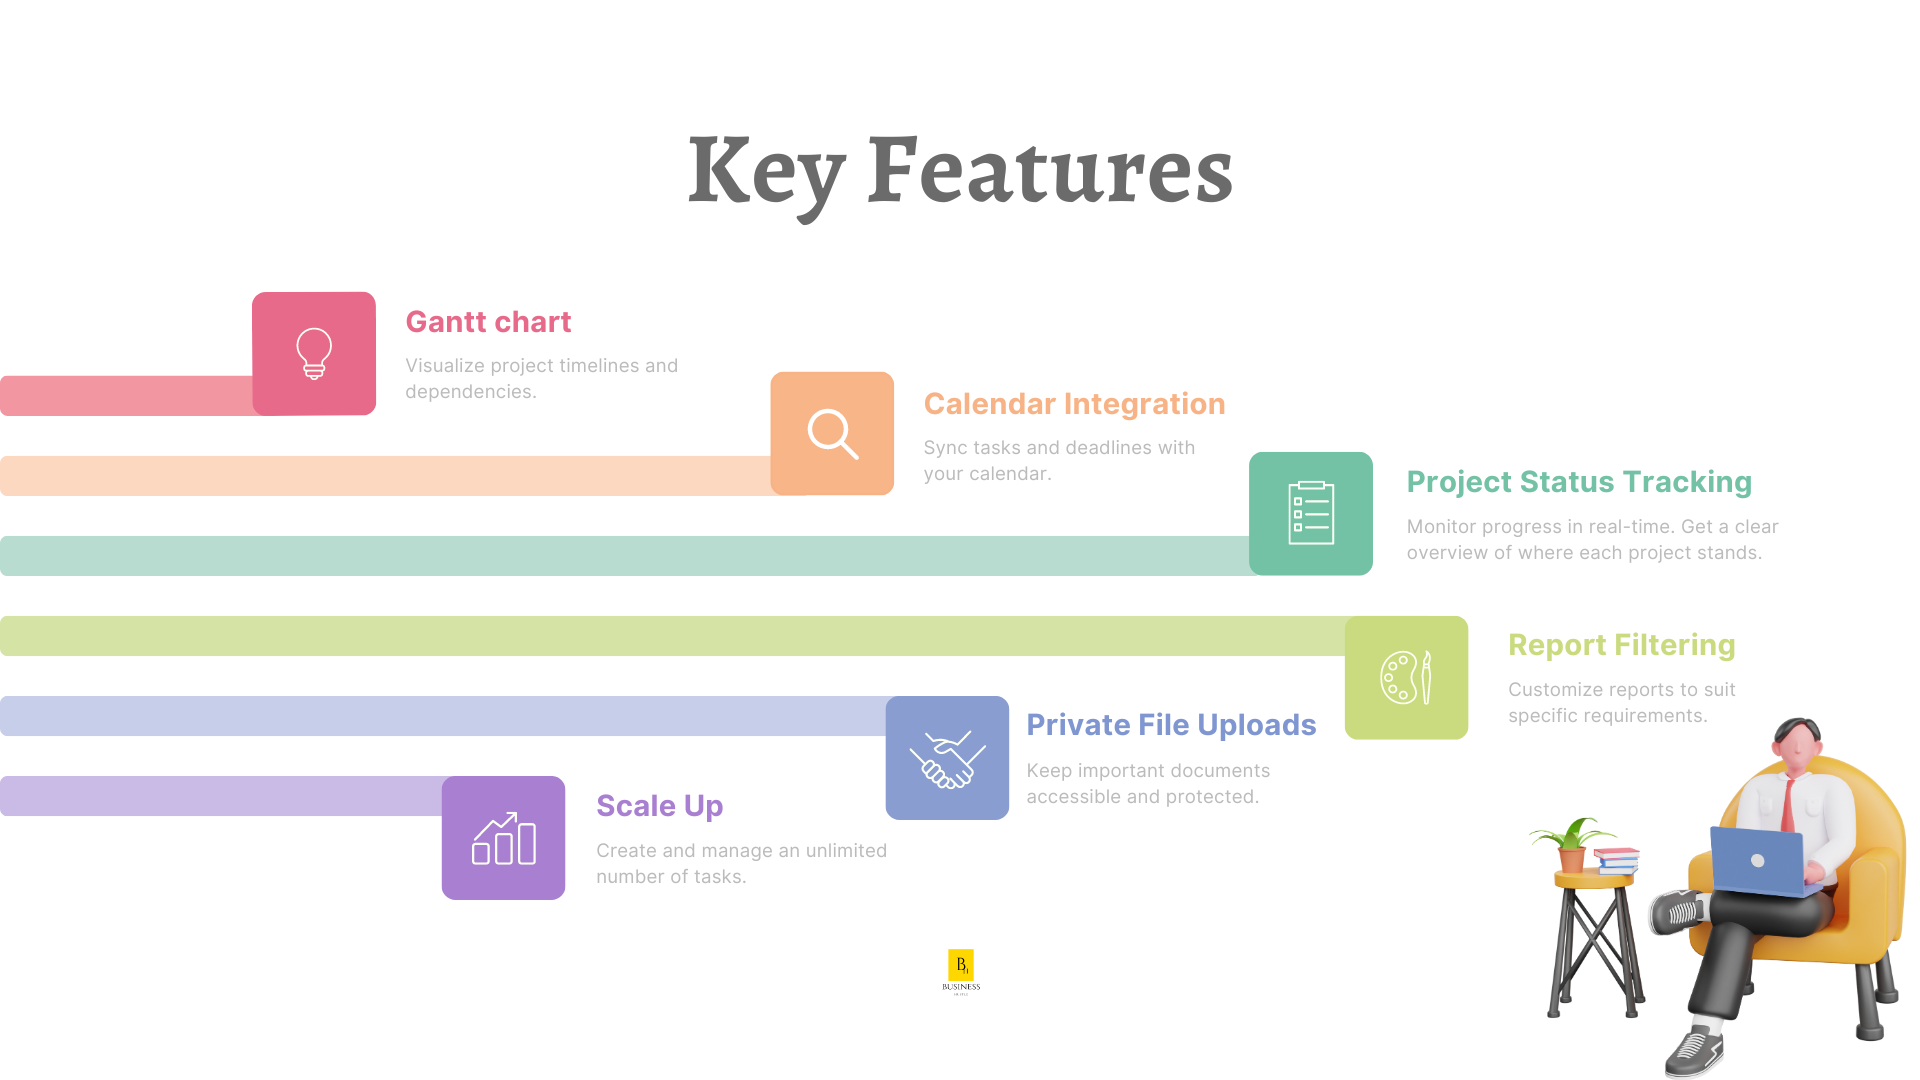 Key Features
Gantt chart
Visualize project timelines and
dependencies.
Calendar Integration
Sync tasks and deadlines with
your calendar.
Project Status Tracking
Monitor progress in real-time. Get a clear
overview of where each project stands.
Report Filtering
Customize reports to suit
specific requirements.
Private File Uploads
Keep important documents
accessible and protected.
Scale Up
Create and manage an unlimited
number of tasks.
BUSINESS